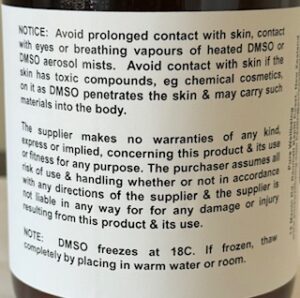 NOTICE: Avoid prolonged contact with skin, contact
with eyes or breathing vapours of heated DMSO or
DMSO aerosol mists. Avoid contact with skin if the
skin has toxic compounds, eg chemical cosmetics,
on it as DMSO penetrates the skin & may carry such
materials into the body.
The supplier makes no warranties of any kind,
express or implied, concerning this product & its use
or fitness for any purpose. The purchaser assumes all
risk of use & handling whether or not in accordance
with any directions of the supplier & the supplier is
not liable in any way for for any damage or injury
resulting from this product & its use.
NOTE: DMSO freezes at 18C. If frozen, thaw
completely by placing in warm water or room.